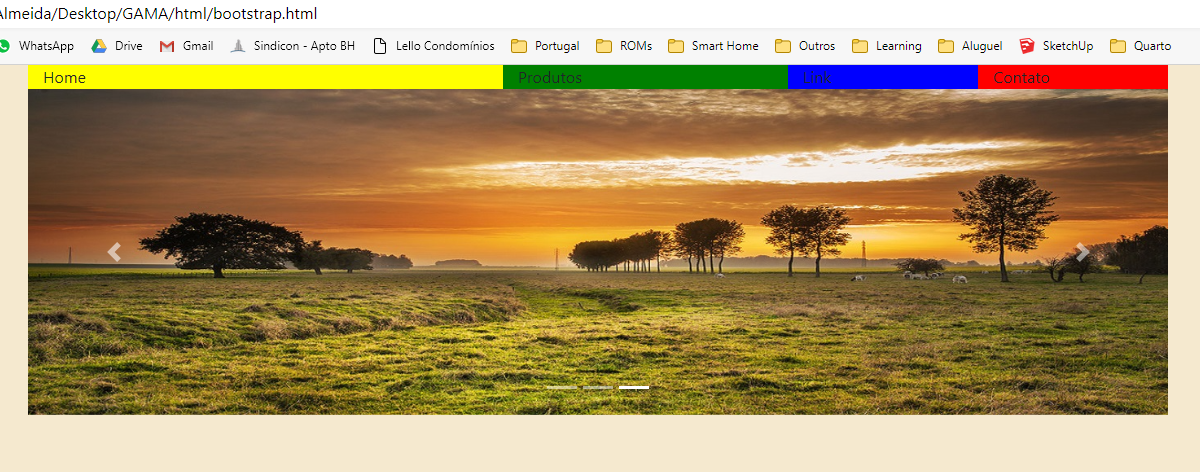 Almeida/Desktop/GAMA/html/bootstrap.html
WhatsApp Drive Gmail Sindicon - Apto BH Lello Condomínios Portugal ROMs Smart Home Outros Learning Aluguel SketchUp Quarto
Home Produtos Link Contato